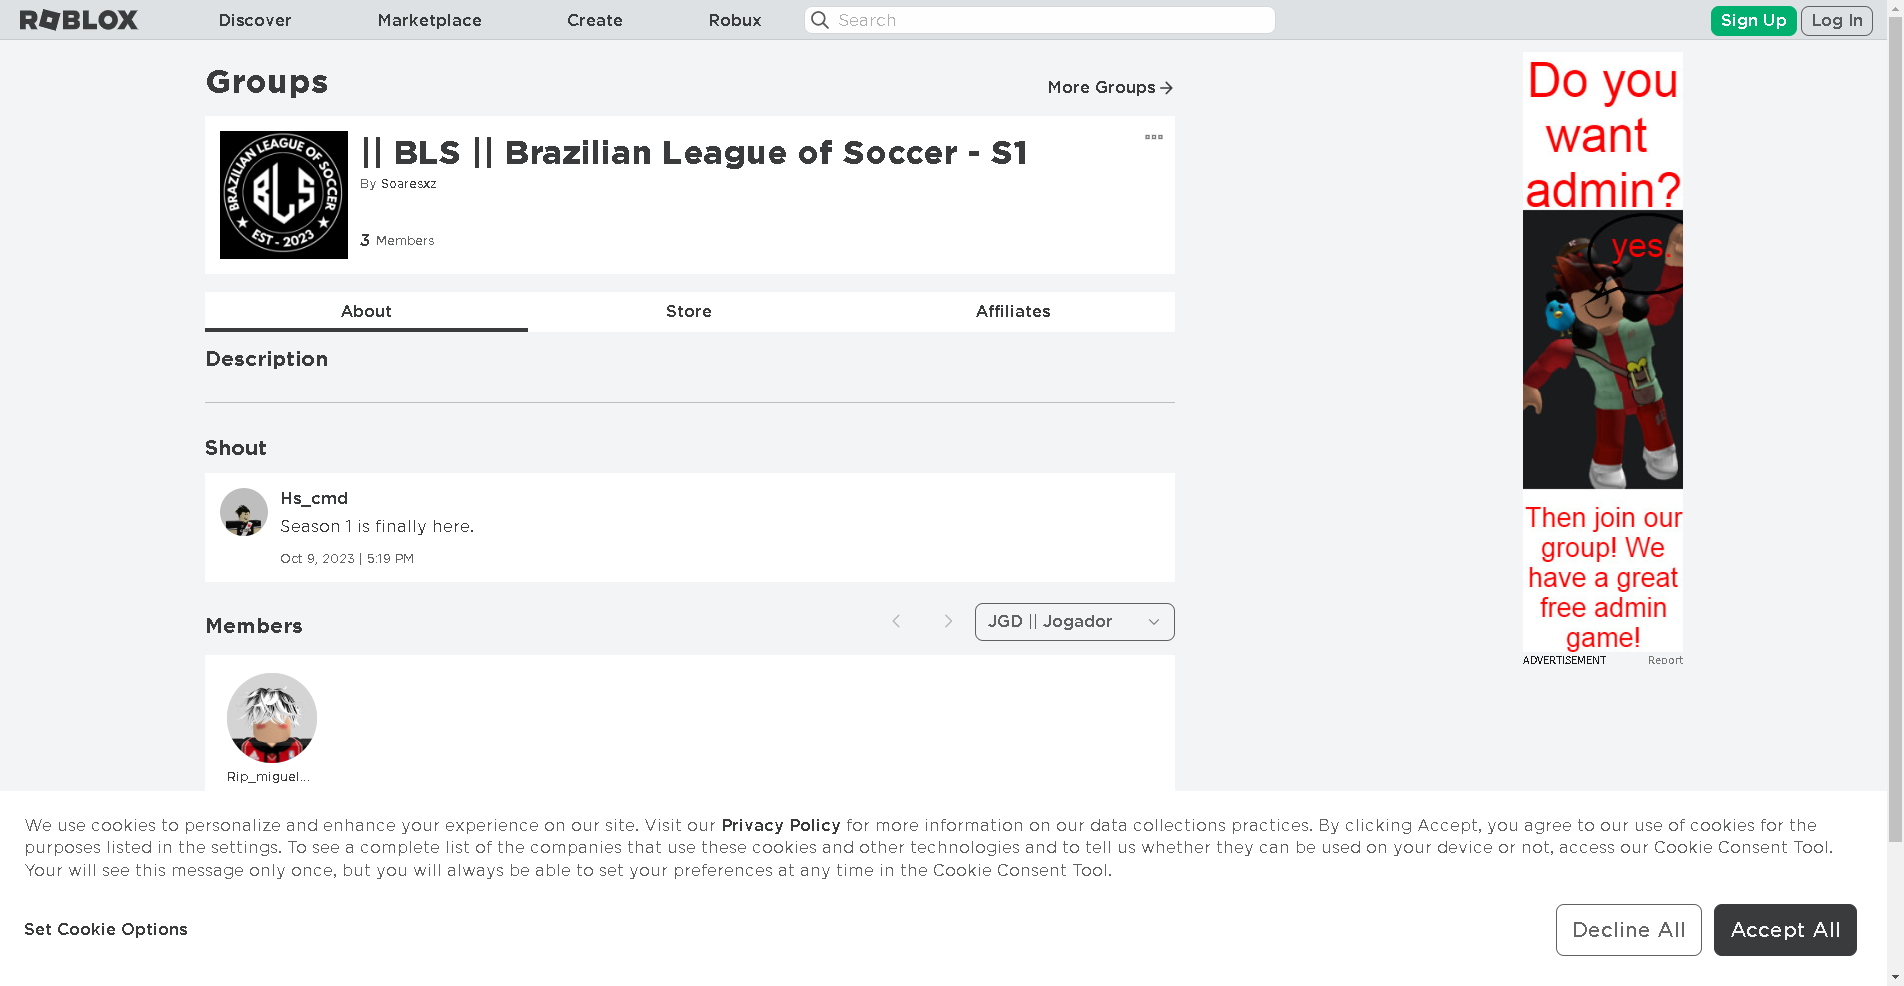 ROBLOX
Discover
Marketplace
Create
Robux
Search
Sign Up
Log In
Groups
More Groups
BRAZILIAN LEAGUE OF SOCCER
BLS
EST - 2023
|| BLS || Brazilian League of Soccer - S1
By Soaresxz
3 Members
About
Store
Affiliates
Description
Shout
Hs_cmd
Season 1 is finally here.
Oct 9, 2023 | 5:19 PM
Members
JGD || Jogador
Rip_miguel...
Do you
want
admin?
yes.
Then join our
group! We
have a great
free admin
game!
ADVERTISEMENT
Report
We use cookies to personalize and enhance your experience on our site. Visit our Privacy Policy for more information on our data collections practices. By clicking Accept, you agree to our use of cookies for the
purposes listed in the settings. To see a complete list of the companies that use these cookies and other technologies and to tell us whether they can be used on your device or not, access our Cookie Consent Tool.
Your will see this message only once, but you will always be able to set your preferences at any time in the Cookie Consent Tool.
Set Cookie Options
Decline All
Accept All